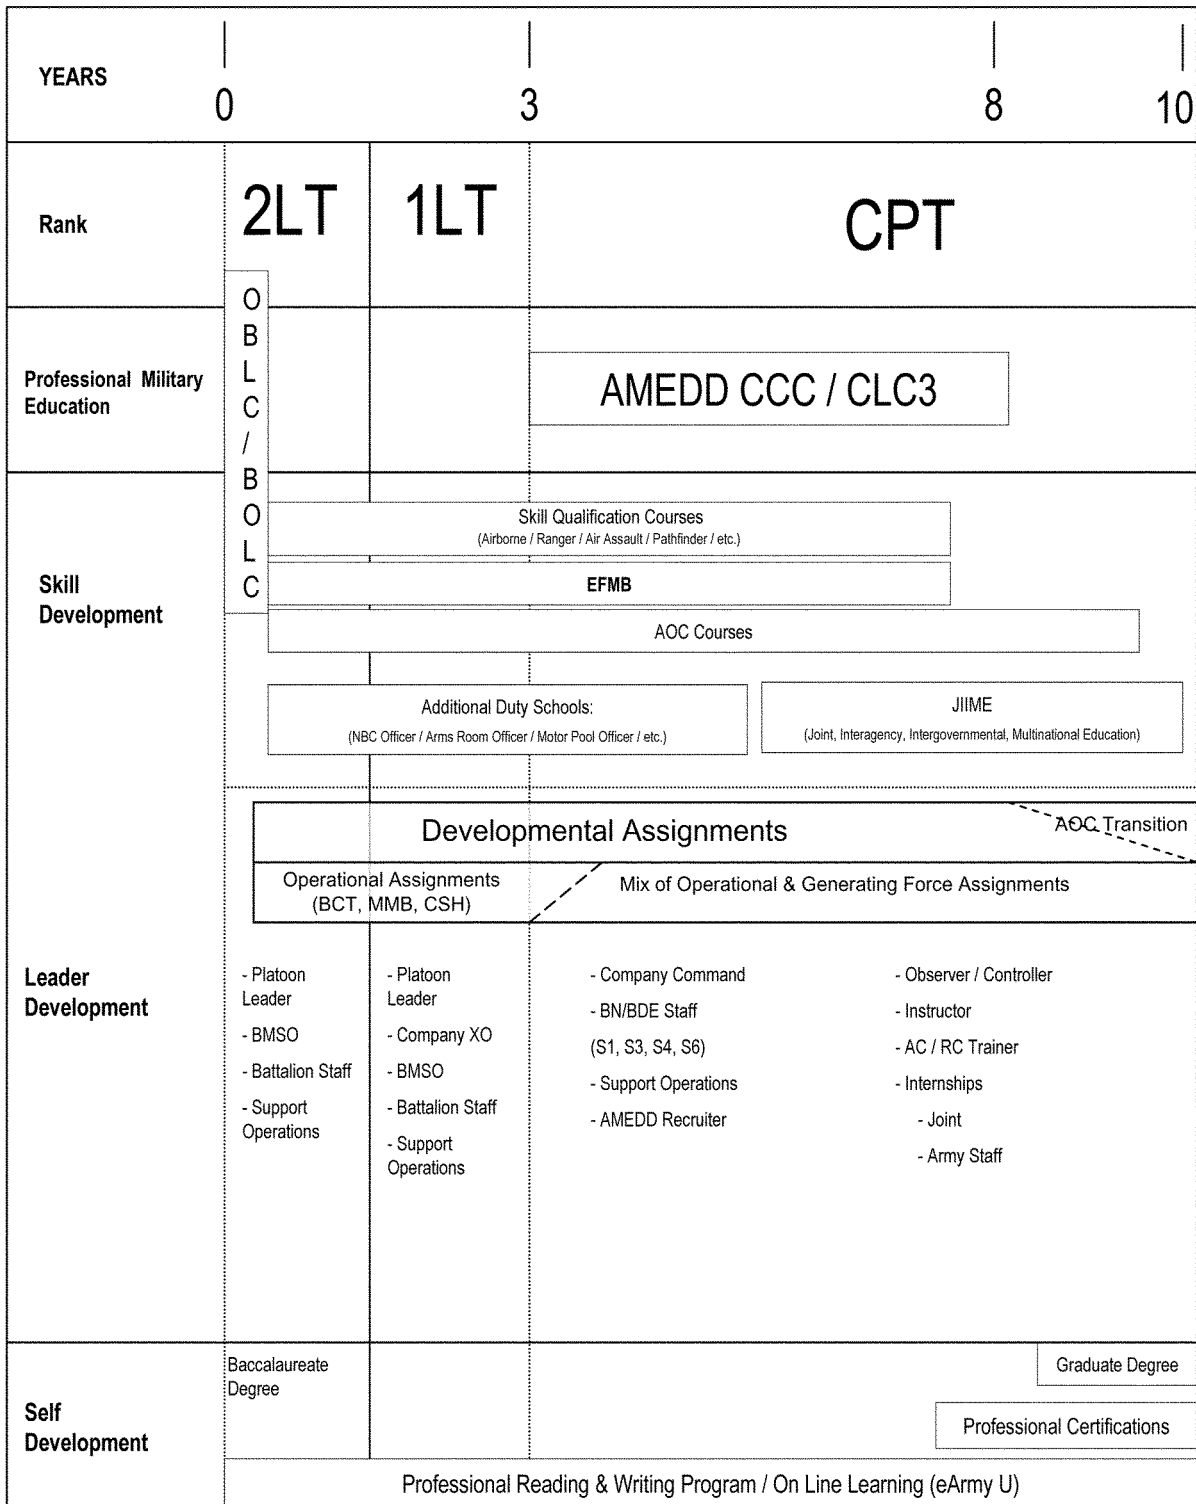 YEARS
0
3
8
10
Rank
2LT
1LT
CPT
OBLC/BOLC
Professional Military
Education
AMEDD CCC / CLC3
Skill
Development
Skill Qualification Courses
(Airborne / Ranger / Air Assault / Pathfinder / etc.)
EFMB
AOC Courses
Additional Duty Schools:
(NBC Officer / Arms Room Officer / Motor Pool Officer / etc.)
JIIME
(Joint, Interagency, Intergovernmental, Multinational Education)
Developmental Assignments
AOC Transition
Operational Assignments
(BCT, MMB, CSH)
Mix of Operational & Generating Force Assignments
Leader
Development
- Platoon
Leader
- BMSO
- Battalion Staff
- Support
Operations
- Platoon
Leader
- Company XO
- BMSO
- Battalion Staff
- Support
Operations
- Company Command
- BN/BDE Staff
(S1, S3, S4, S6)
- Support Operations
- AMEDD Recruiter
- Observer / Controller
- Instructor
- AC / RC Trainer
- Internships
- Joint
- Army Staff
Self
Development
Baccalaureate
Degree
Graduate Degree
Professional Certifications
Professional Reading & Writing Program / On Line Learning (eArmy U)